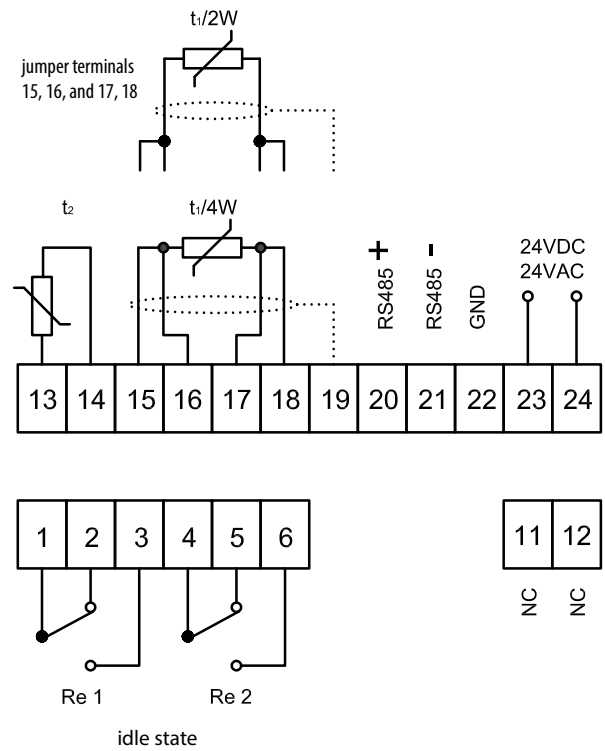 t₁/2W
jumper terminals
15, 16, and 17, 18
t₂
t₁/4W
+
RS485
-
RS485
GND
24VDC
24VAC
13 14 15 16 17 18 19 20 21 22 23 24
1 2 3 4 5 6
11 12
NC
NC
Re 1
Re 2
idle state